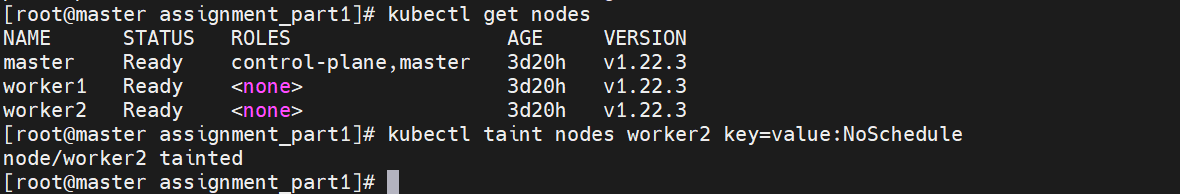 [root@master assignment_part1]# kubectl get nodes
NAME      STATUS   ROLES                  AGE     VERSION
master    Ready    control-plane,master   3d20h   v1.22.3
worker1   Ready    <none>                 3d20h   v1.22.3
worker2   Ready    <none>                 3d20h   v1.22.3
[root@master assignment_part1]# kubectl taint nodes worker2 key=value:NoSchedule
node/worker2 tainted
[root@master assignment_part1]#